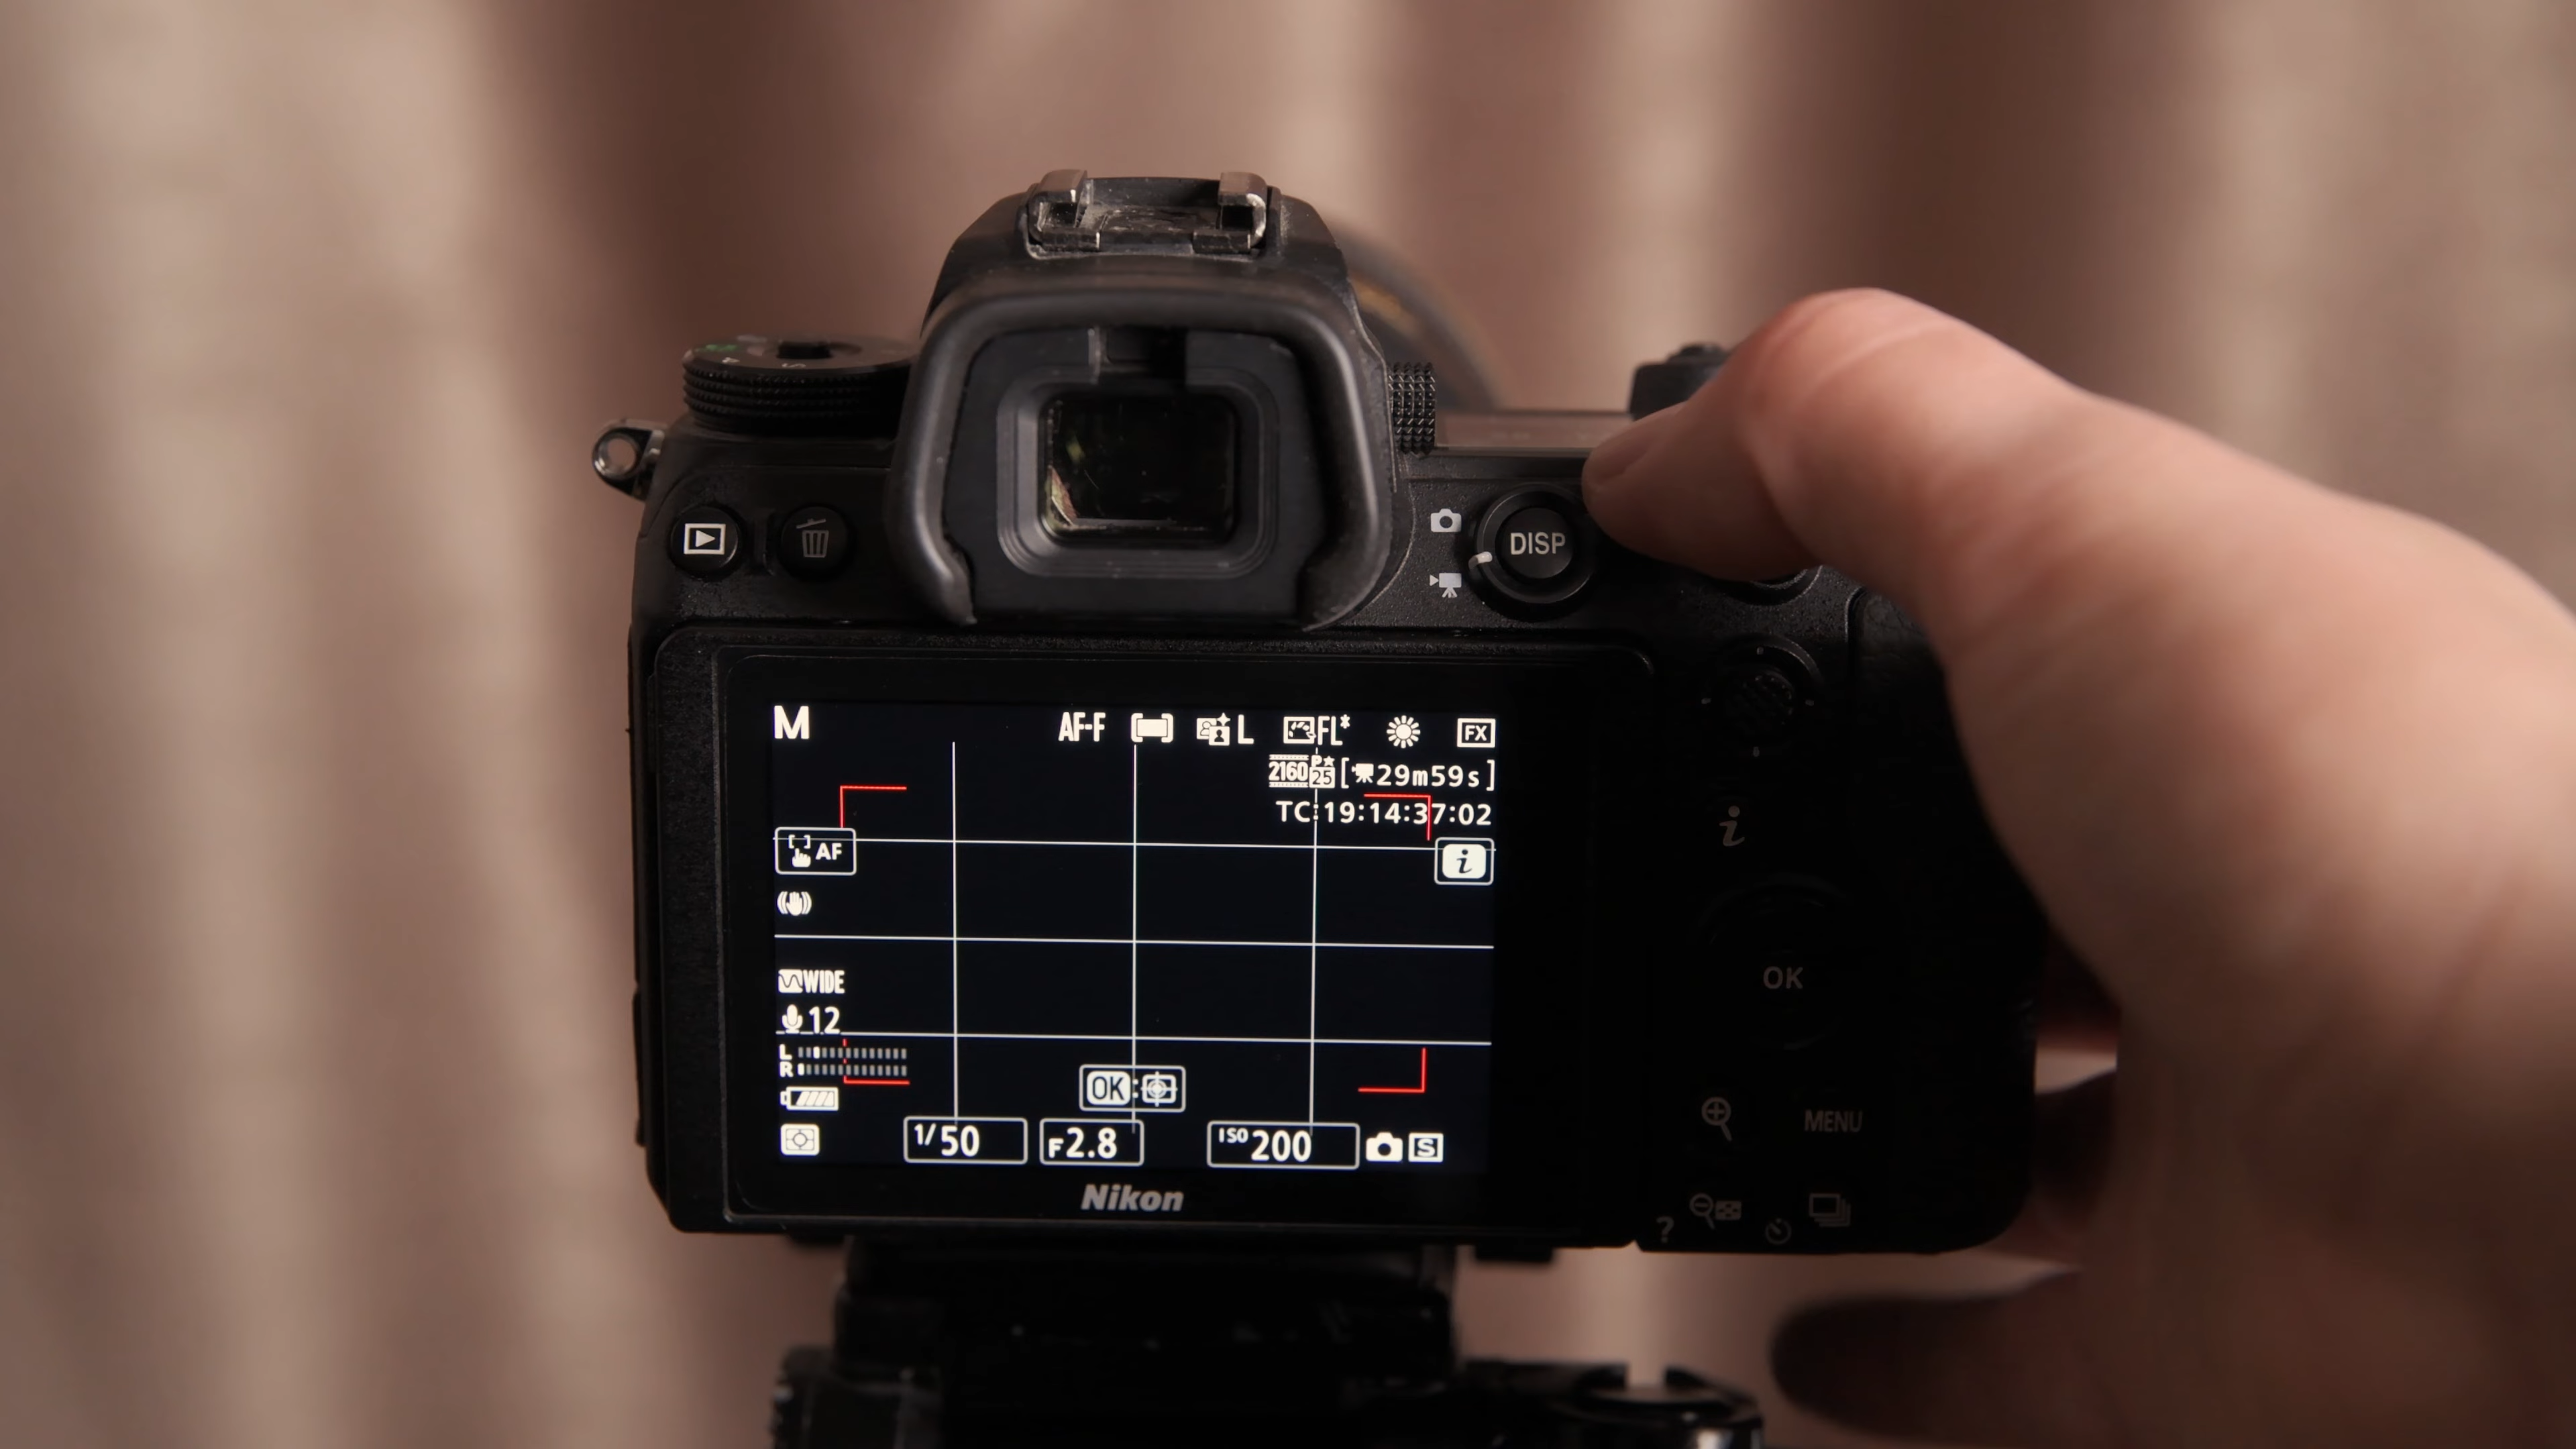 DISP
M AF-F L FL* FX
2160 25 [29m59s]
TC:19:14:37:02
AF i
i
WIDE
12
OK
L
R
OK:
1/50 F2.8 ISO 200 S
MENU
Nikon
?